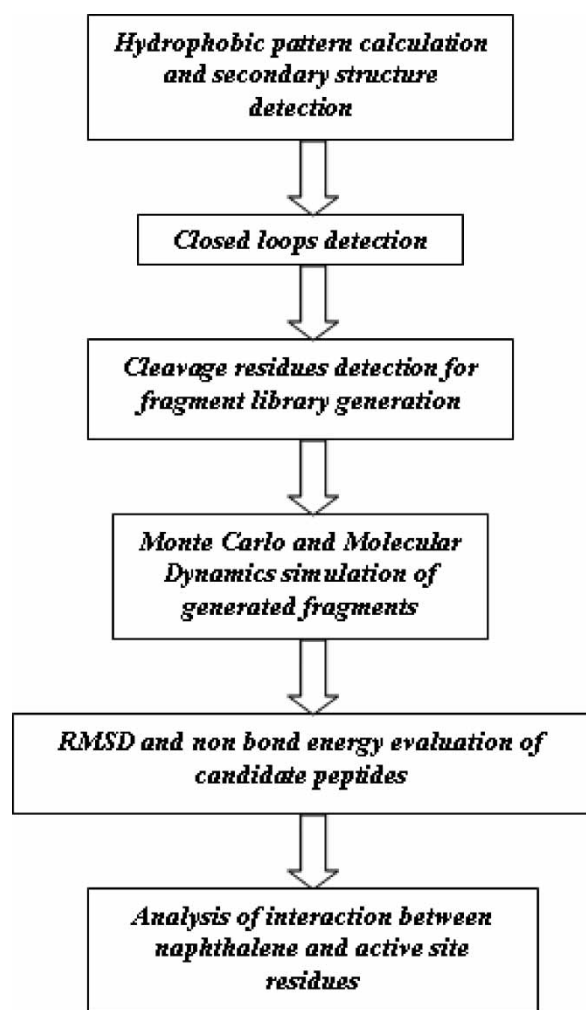 Hydrophobic pattern calculation
and secondary structure
detection
Closed loops detection
Cleavage residues detection for
fragment library generation
Monte Carlo and Molecular
Dynamics simulation of
generated fragments
RMSD and non bond energy evaluation of
candidate peptides
Analysis of interaction between
naphthalene and active site
residues